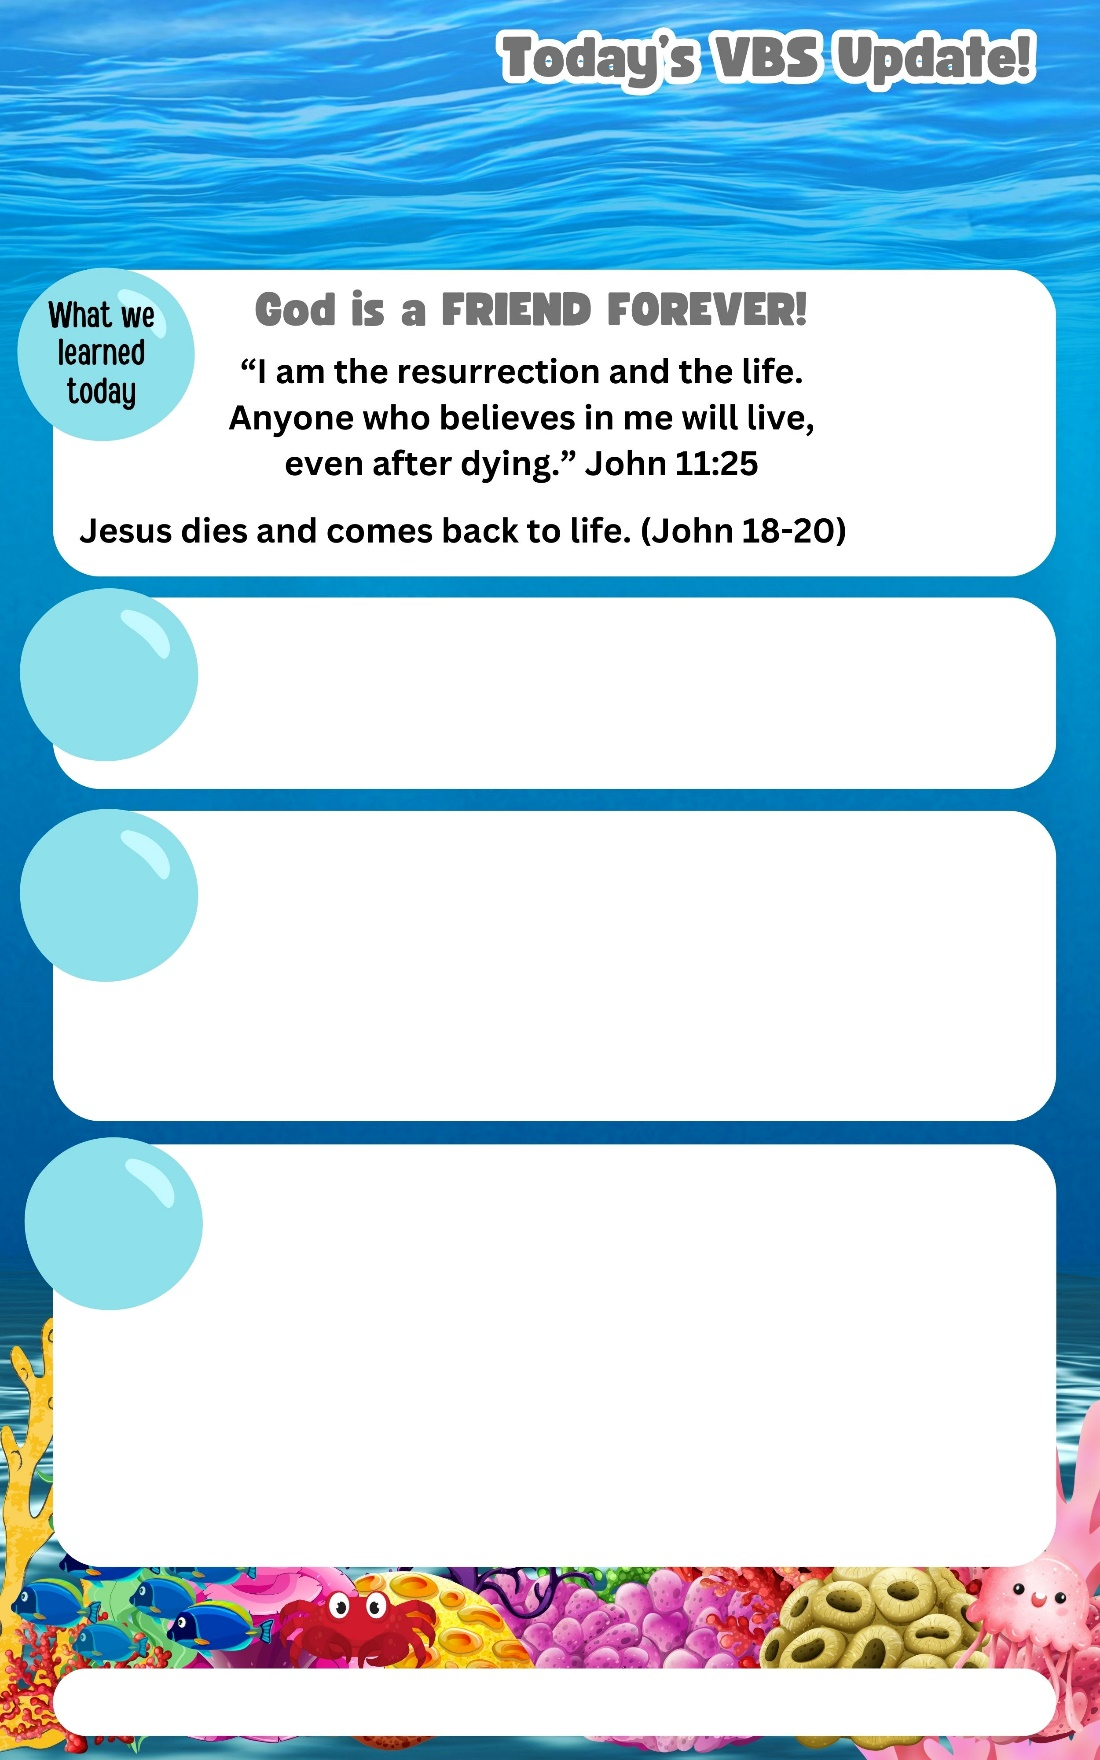 Today's VBS Update!
What we
learned
today
God is a FRIEND FOREVER!
“I am the resurrection and the life.
Anyone who believes in me will live,
even after dying.” John 11:25
Jesus dies and comes back to life. (John 18-20)